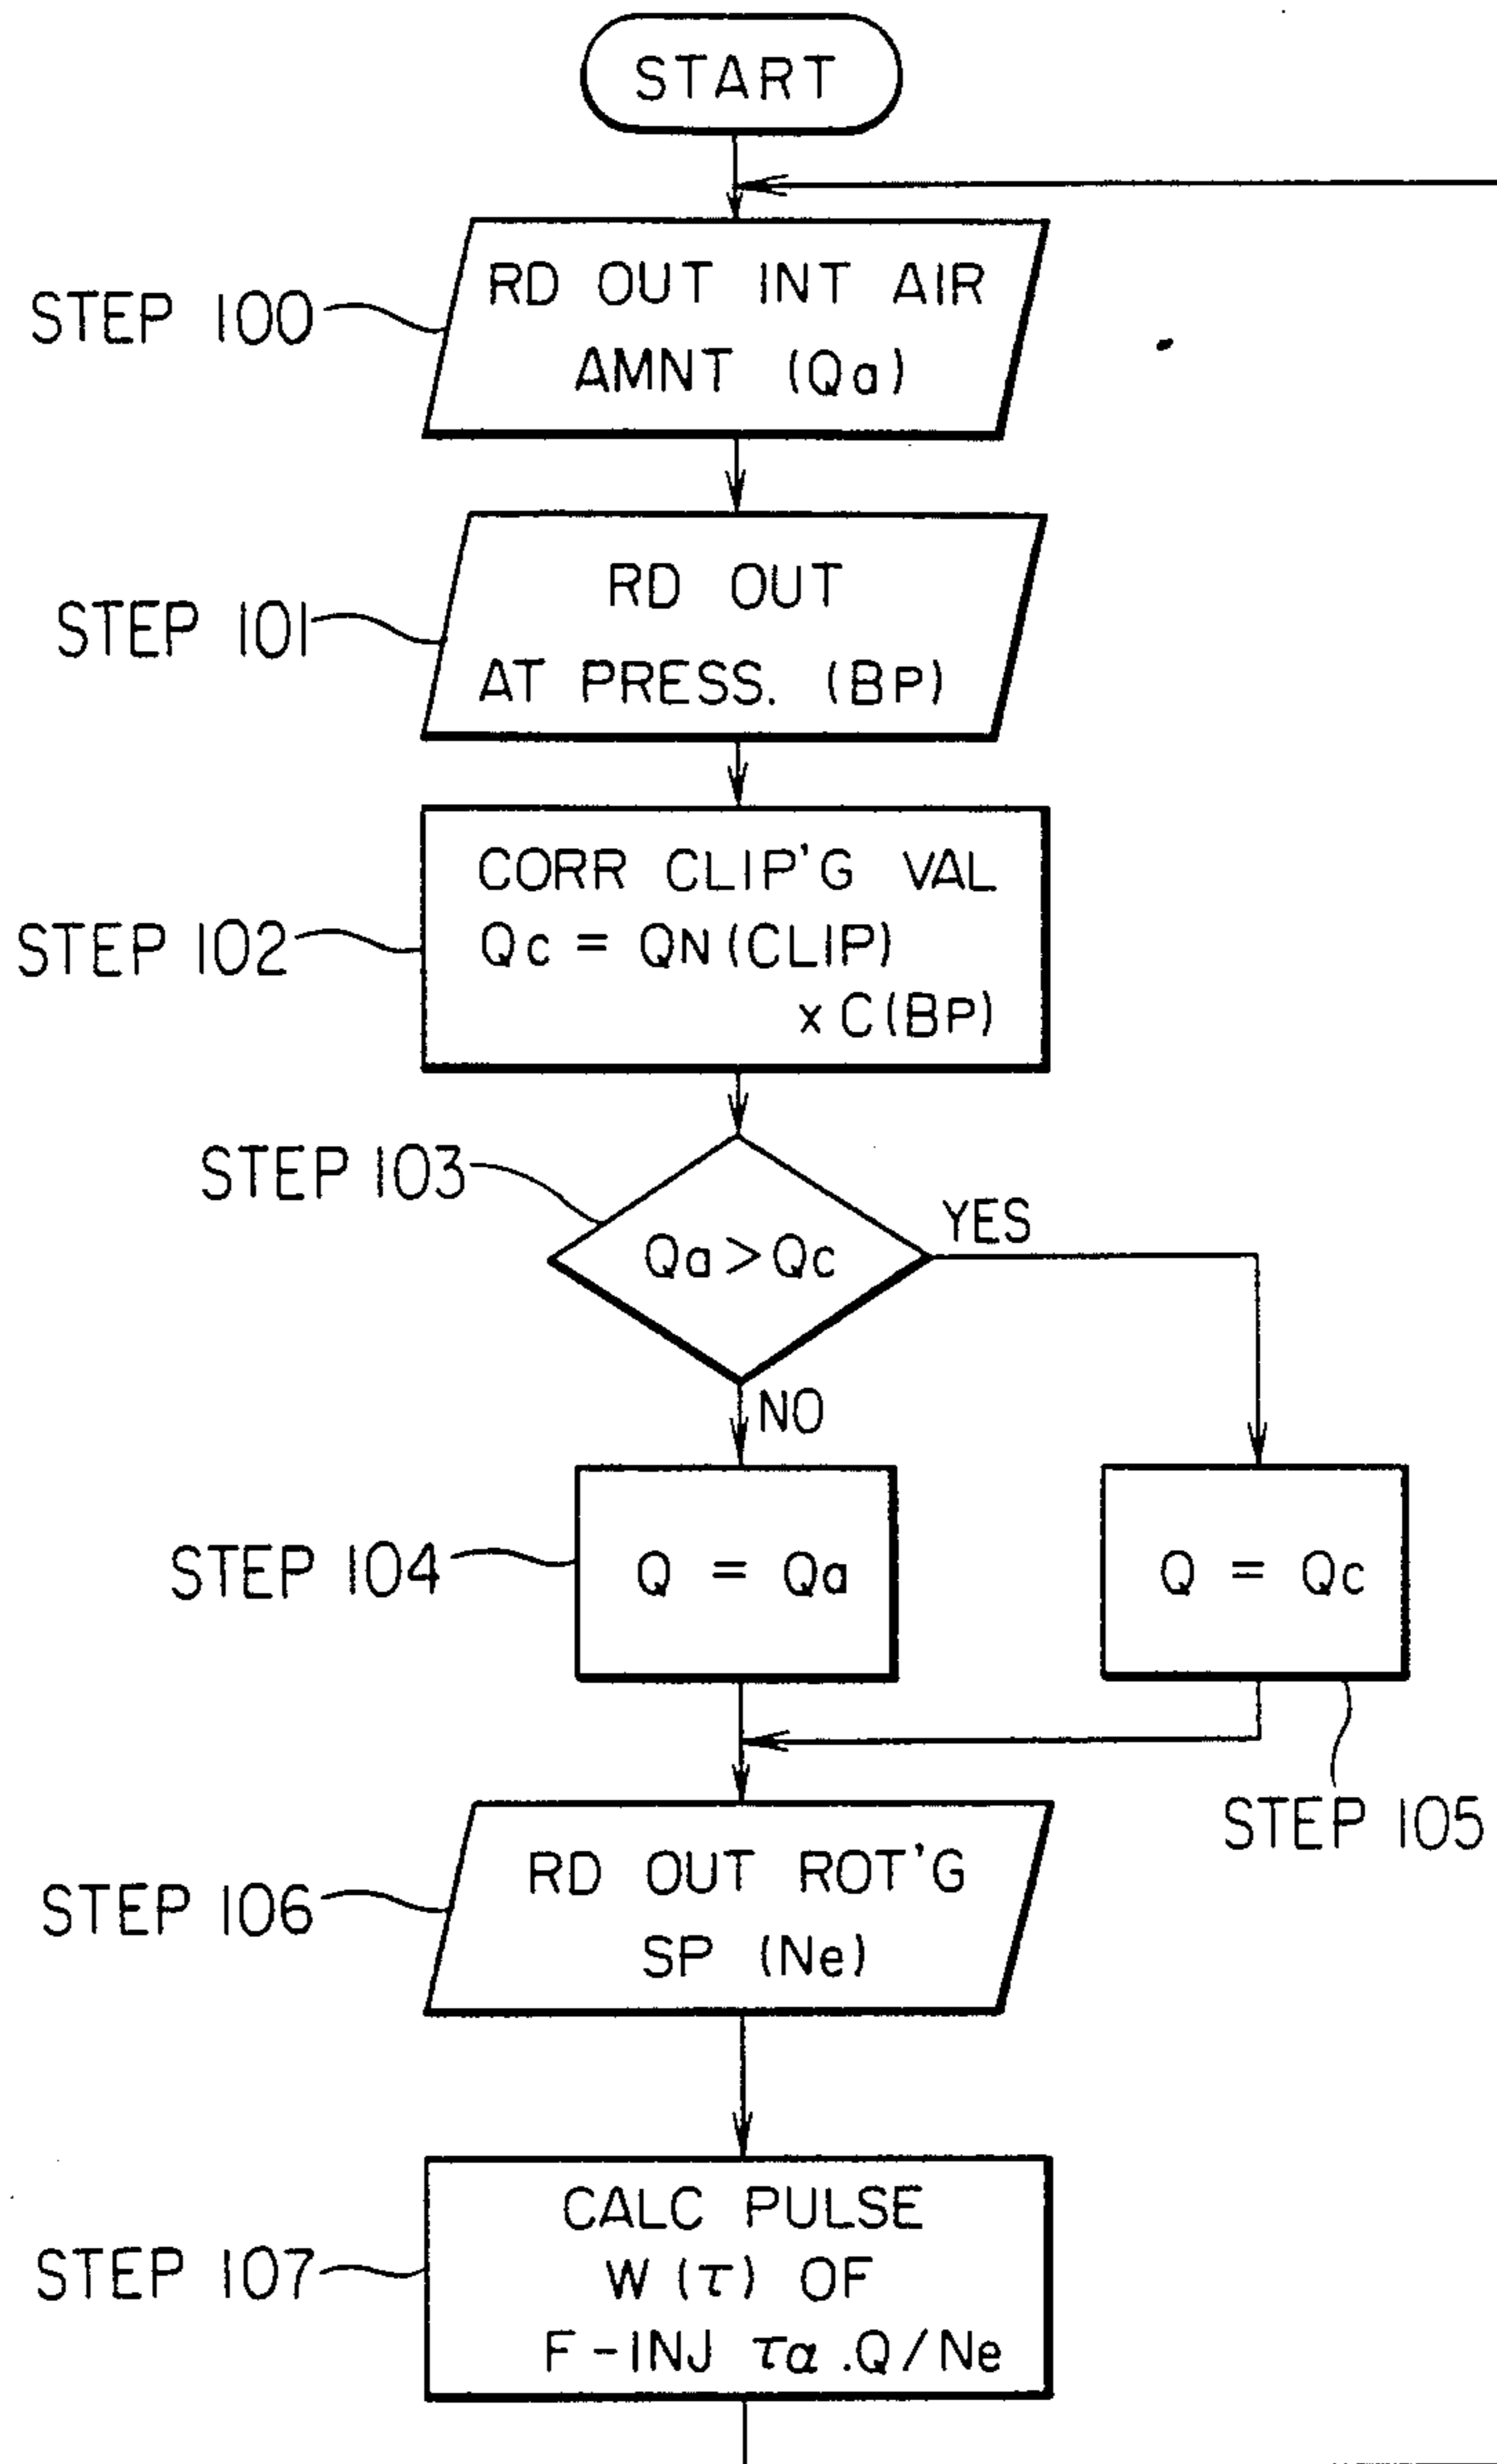 START
STEP 100
RD OUT INT AIR
AMNT (Qa)
STEP 101
RD OUT
AT PRESS. (BP)
STEP 102
CORR CLIP'G VAL
Qc = QN(CLIP)
x C(BP)
STEP 103
Qa>Qc
YES
NO
STEP 104
Q = Qa
Q = Qc
STEP 105
STEP 106
RD OUT ROT'G
SP (Ne)
STEP 107
CALC PULSE
W(τ) OF
F-INJ τα.Q/Ne